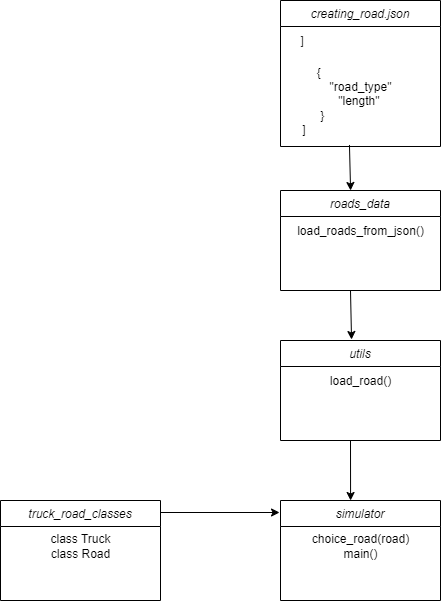 creating_road.json
]
{
"road_type"
"length"
}
]
roads_data
load_roads_from_json()
utils
load_road()
truck_road_classes
class Truck
class Road
simulator
choice_road(road)
main()